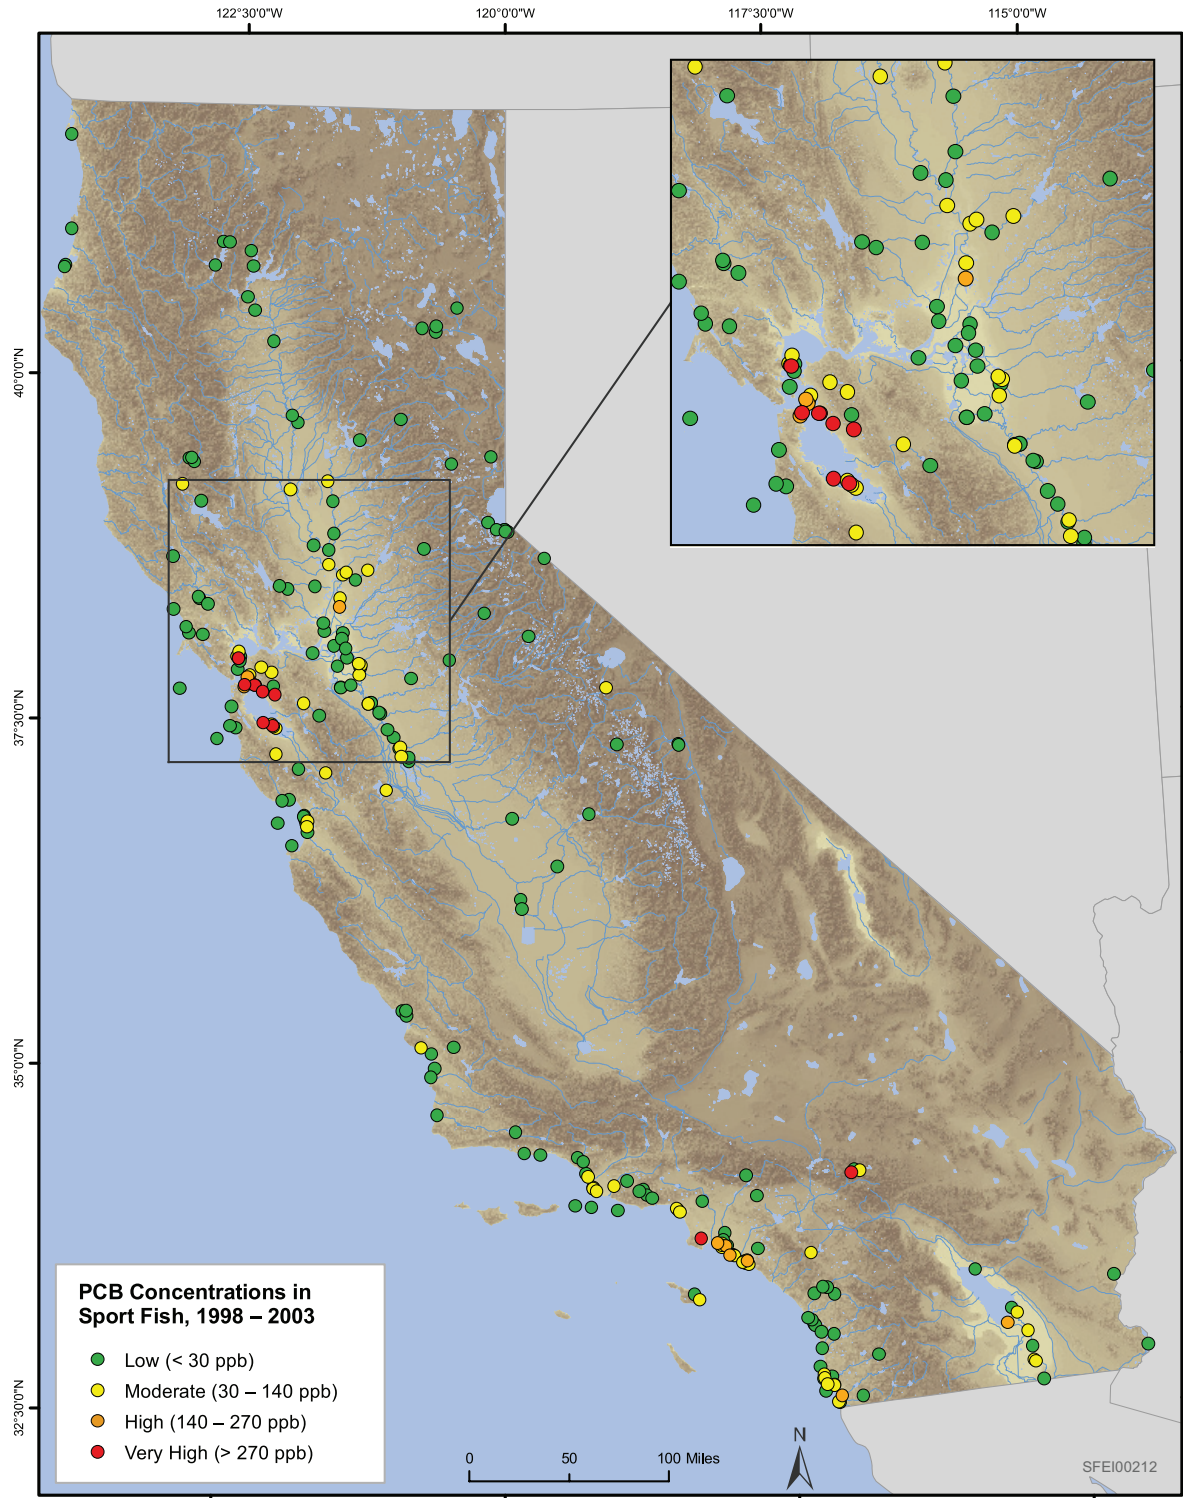 122°30'0"W 120°0'0"W 117°30'0"W 115°0'0"W
40°0'0"N
37°30'0"N
35°0'0"N
32°30'0"N
PCB Concentrations in
Sport Fish, 1998 – 2003
Low (< 30 ppb)
Moderate (30 – 140 ppb)
High (140 – 270 ppb)
Very High (> 270 ppb)
0 50 100 Miles
N
SFEI00212